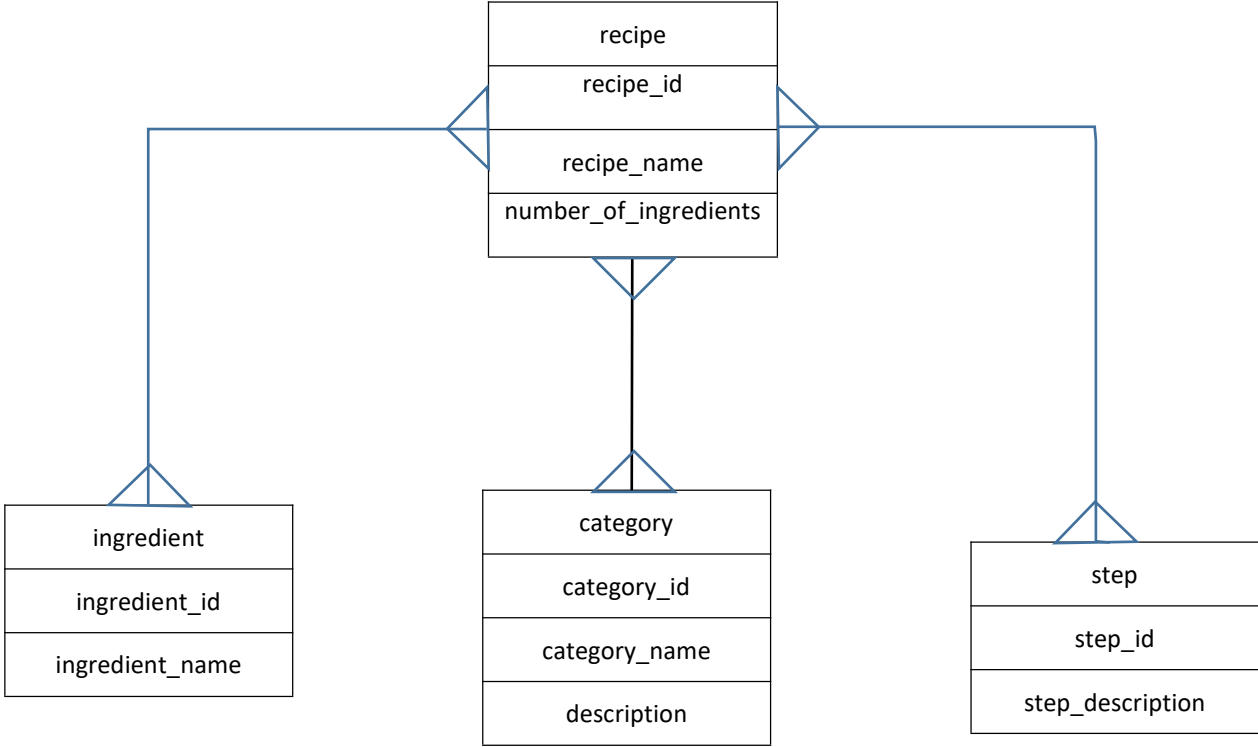 recipe
recipe_id
recipe_name
number_of_ingredients
ingredient
ingredient_id
ingredient_name
category
category_id
category_name
description
step
step_id
step_description